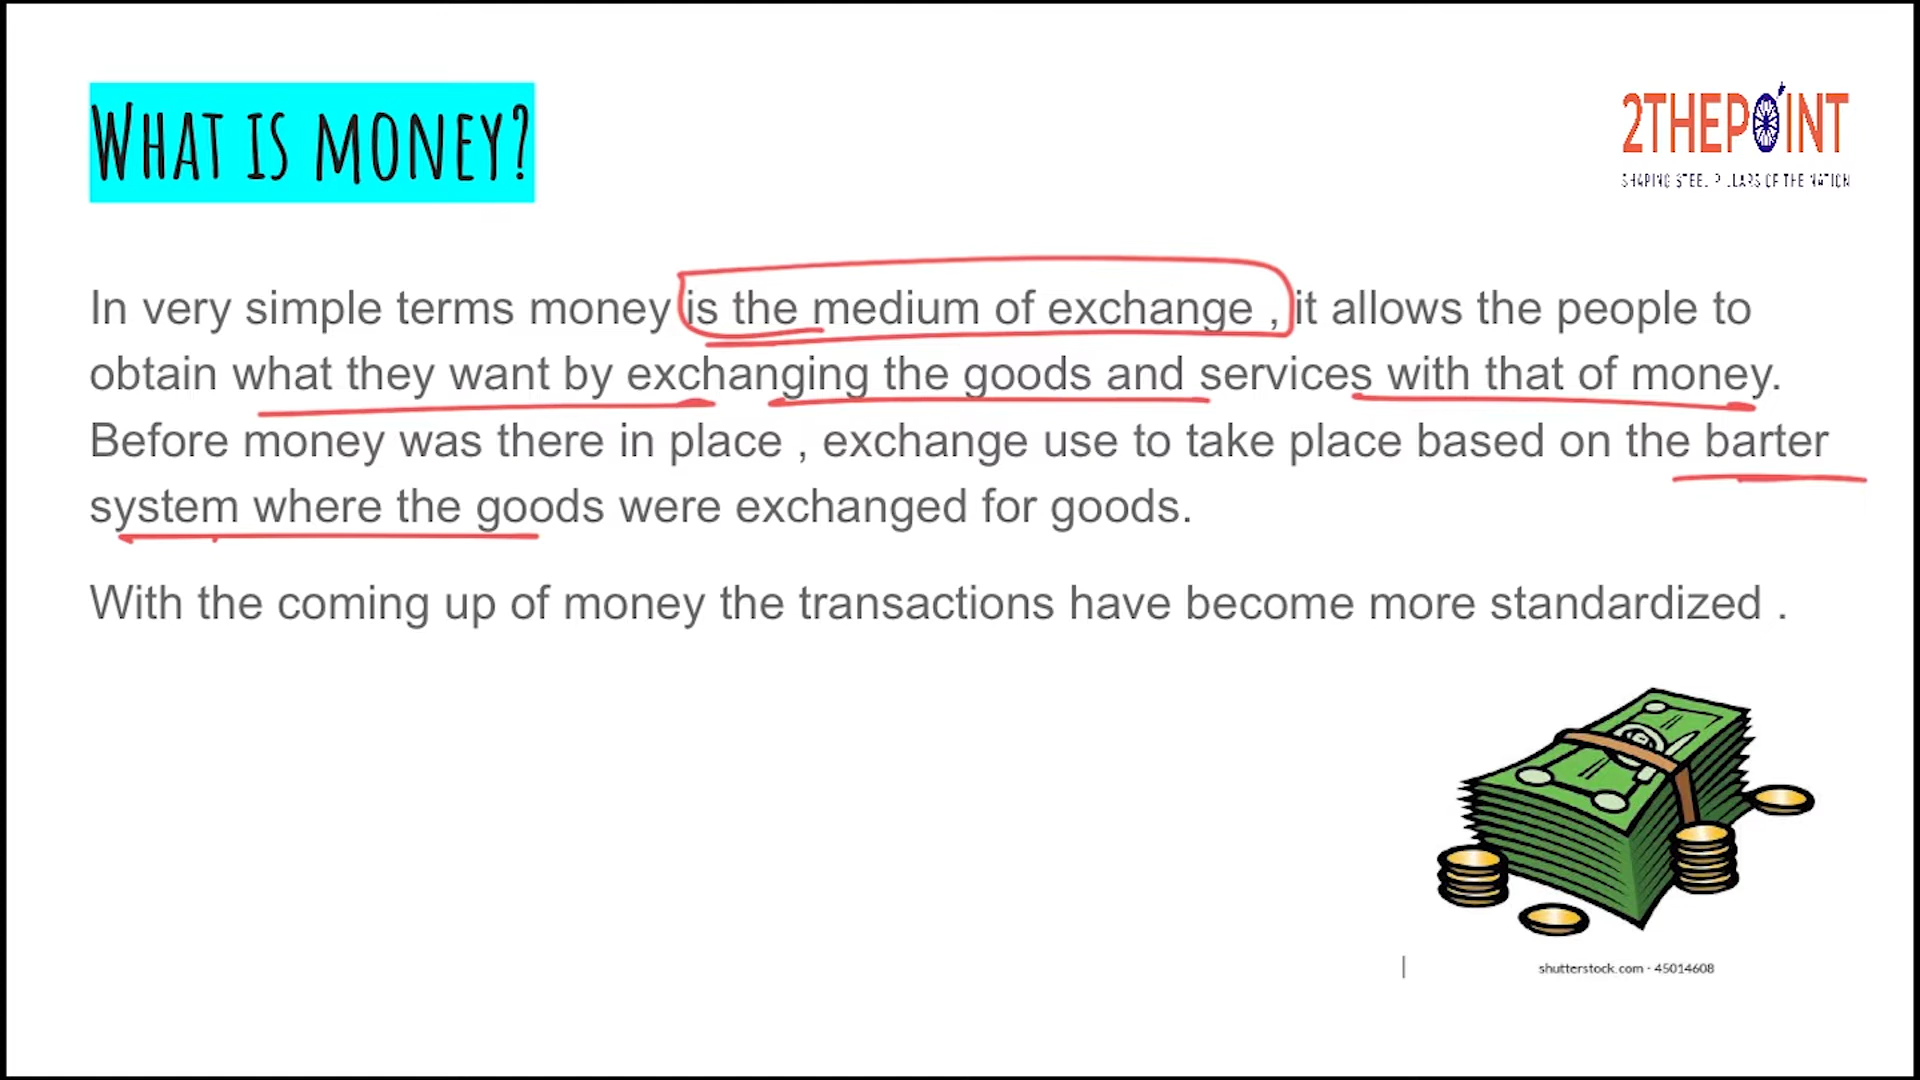 WHAT IS MONEY?
2THEPOINT
SHAPING STEEL PILLARS OF THE NATION
In very simple terms money is the medium of exchange , it allows the people to
obtain what they want by exchanging the goods and services with that of money.
Before money was there in place , exchange use to take place based on the barter
system where the goods were exchanged for goods.
With the coming up of money the transactions have become more standardized .
shutterstock.com · 45014608